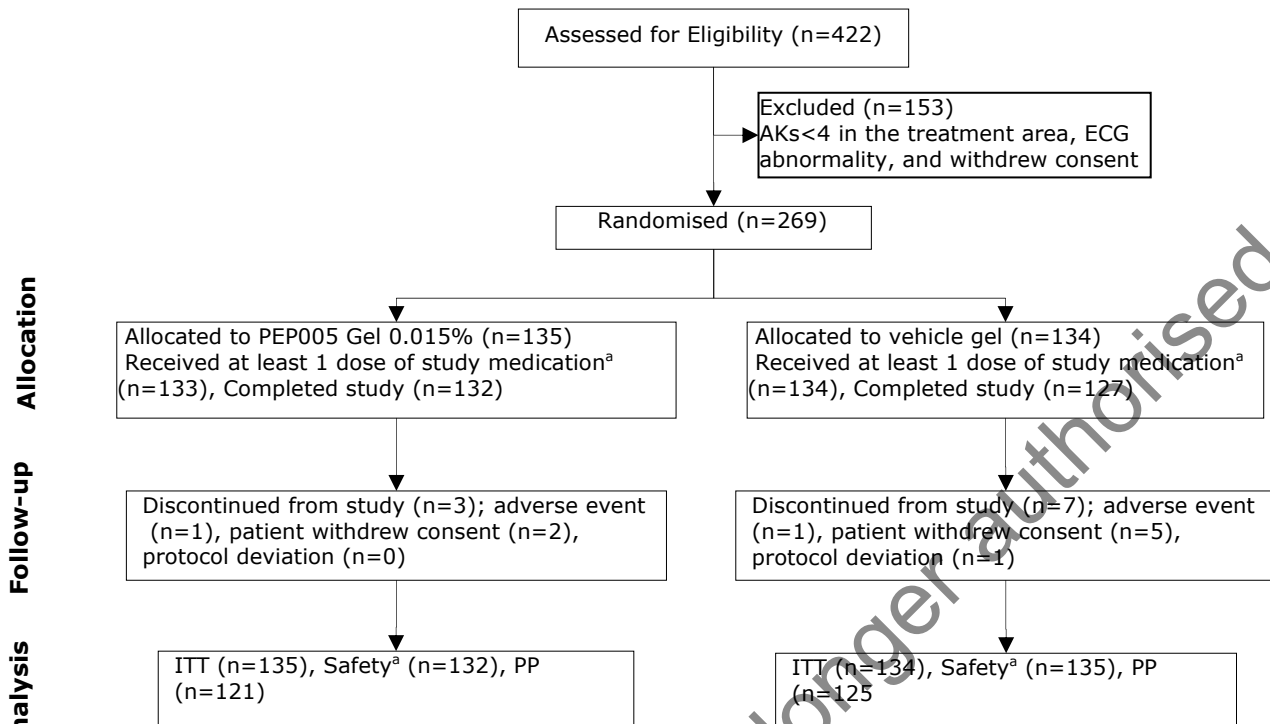 Assessed for Eligibility (n=422)
Excluded (n=153)
AKs<4 in the treatment area, ECG
abnormality, and withdrew consent
Randomised (n=269)
Allocation
Allocated to PEP005 Gel 0.015% (n=135)
Received at least 1 dose of study medicationᵃ
(n=133), Completed study (n=132)
Allocated to vehicle gel (n=134)
Received at least 1 dose of study medicationᵃ
(n=134), Completed study (n=127)
Follow-up
Discontinued from study (n=3); adverse event
(n=1), patient withdrew consent (n=2),
protocol deviation (n=0)
Discontinued from study (n=7); adverse event
(n=1), patient withdrew consent (n=5),
protocol deviation (n=1)
ITT (n=135), Safetyᵃ (n=132), PP
(n=121)
ITT (n=134), Safetyᵃ (n=135), PP
(n=125
longer authorised